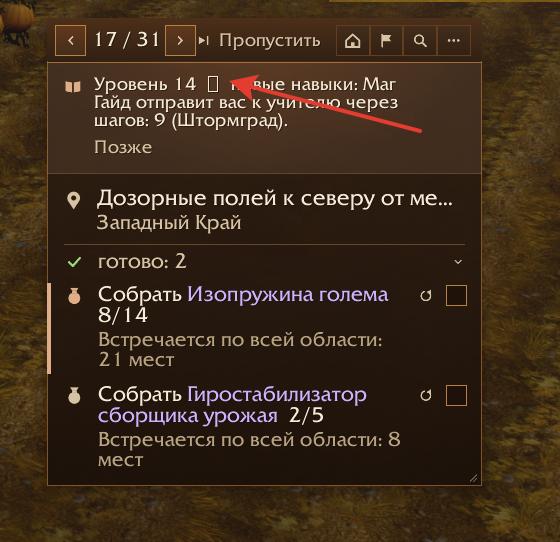 17 / 31 Пропустить
Уровень 14 вые навыки: Маг
Гайд отправит вас к учителю через
шагов: 9 (Штормград).
Позже
Дозорные полей к северу от ме...
Западный Край
готово: 2
Собрать Изопружина голема
8/14
Встречается по всей области:
21 мест
Собрать Гиростабилизатор
сборщика урожая 2/5
Встречается по всей области: 8
мест